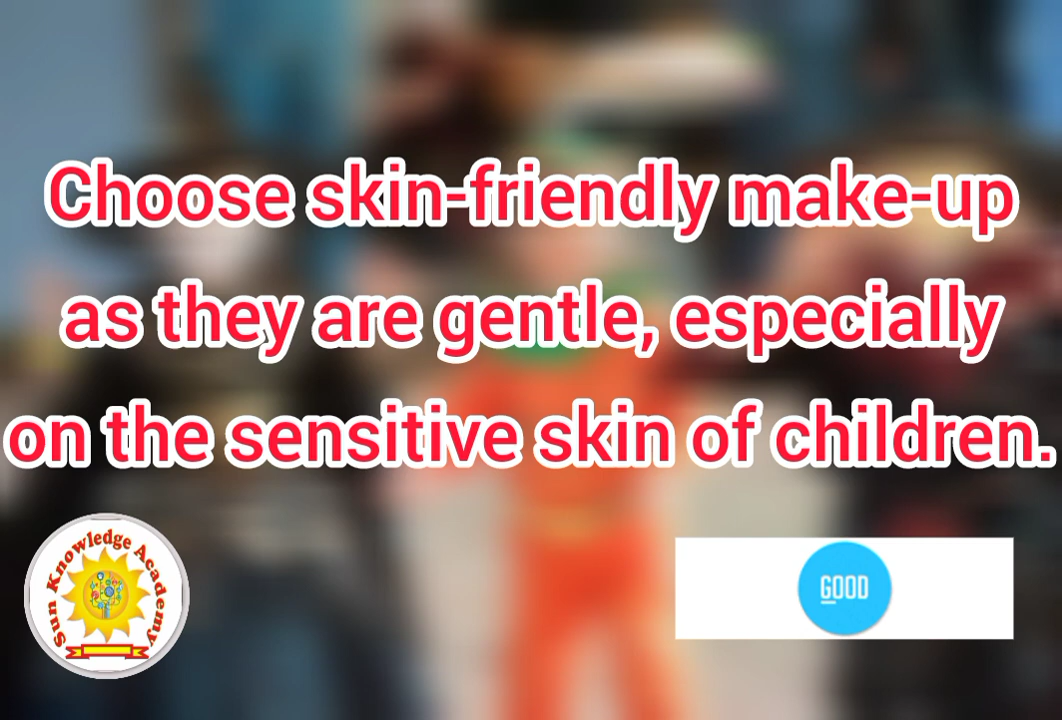 Choose skin-friendly make-up
as they are gentle, especially
on the sensitive skin of children.
Sun Knowledge Academy
GOOD